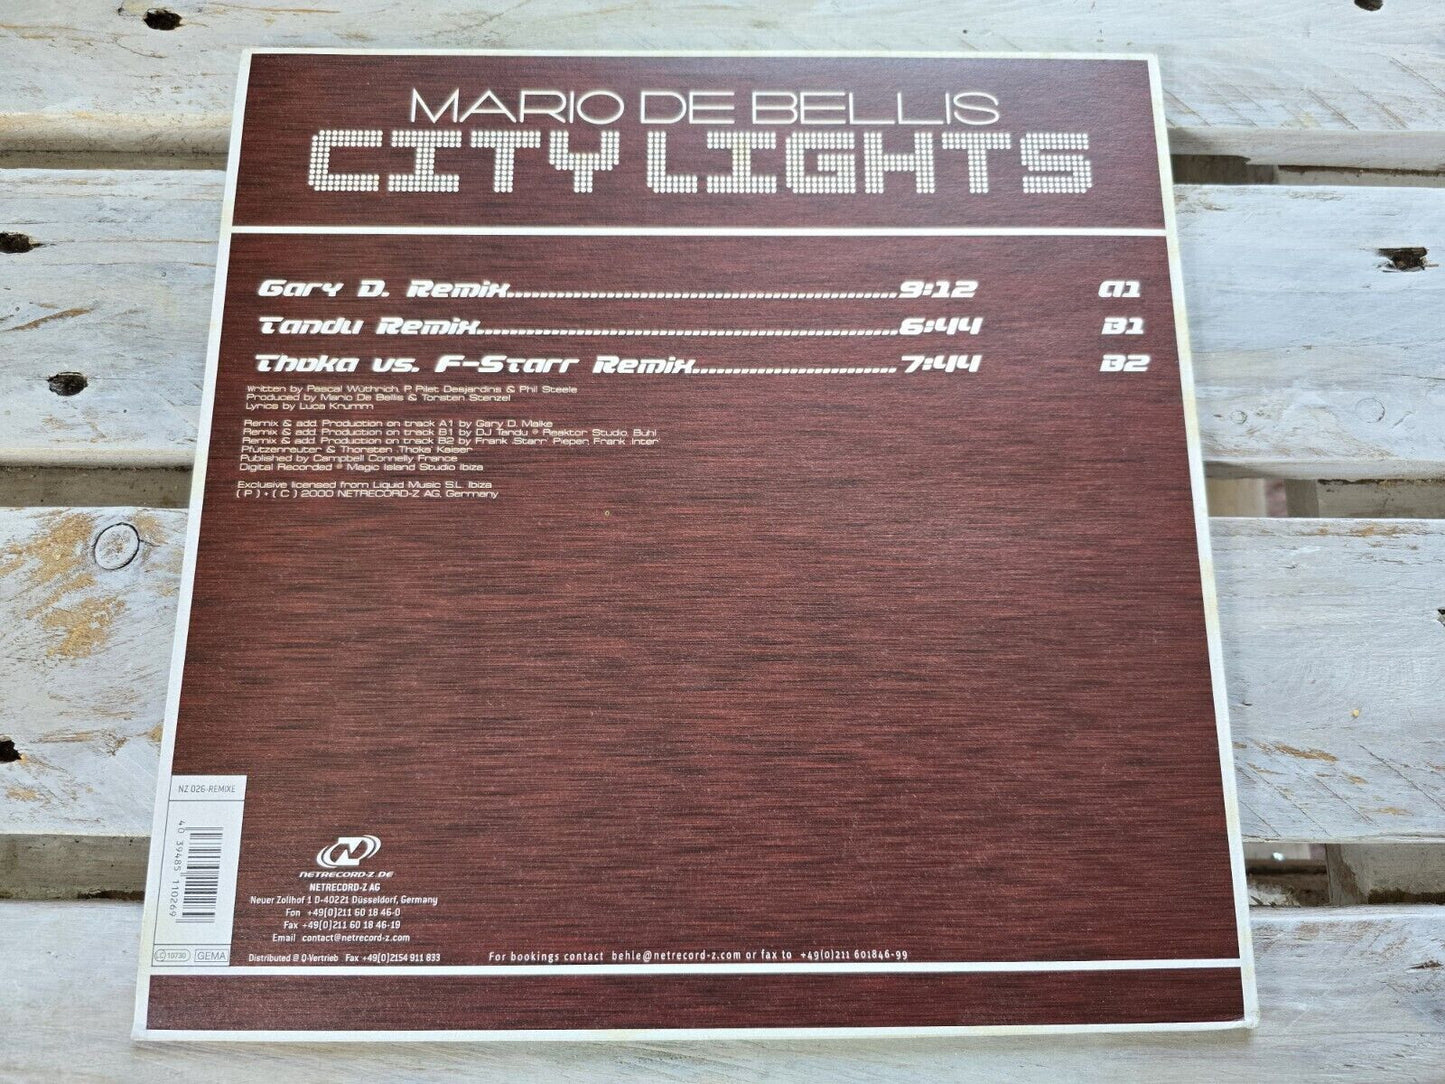 MARIO DE BELLIS
CITY LIGHTS
Gary D. Remix..........................................................9:12 A1
Tandu Remix..............................................................6:44 B1
Thoka vs. F-Starr Remix..............................7:44 B2
Written by Pascal Wüthrich, P. Pilet Desjardins & Phil Steele
Produced by Mario De Bellis & Torsten Stenzel
Lyrics by Luca Krumm
Remix & add. Production on track A1 by Gary D. Malke
Remix & add. Production on track B1 by DJ Tandu @ Reaktor Studio, Buhl
Remix & add. Production on track B2 by Frank ,Starr' Pieper, Frank ,Inter'
Pfutzenreuter & Thorsten ,Thoka' Kaiser
Published by Campbell Connelly France
Digital Recorded @ Magic Island Studio Ibiza
Exclusive licensed from Liquid Music S.L. Ibiza
( P ) + ( C ) 2000 NETRECORD-Z AG, Germany
NZ 026-REMIXE
40 39485 110269
LC 10730 GEMA
N
NETRECORD-Z.DE
NETRECORD-Z AG
Neuer Zollhof 1 D-40221 Düsseldorf, Germany
Fon +49(0)211 60 18 46-0
Fax +49(0)211 60 18 46-19
Email contact@netrecord-z.com
Distributed @ Q-Vertrieb Fax +49(0)2154 911 833
For bookings contact behle@netrecord-z.com or fax to +49(0)211 601846-99